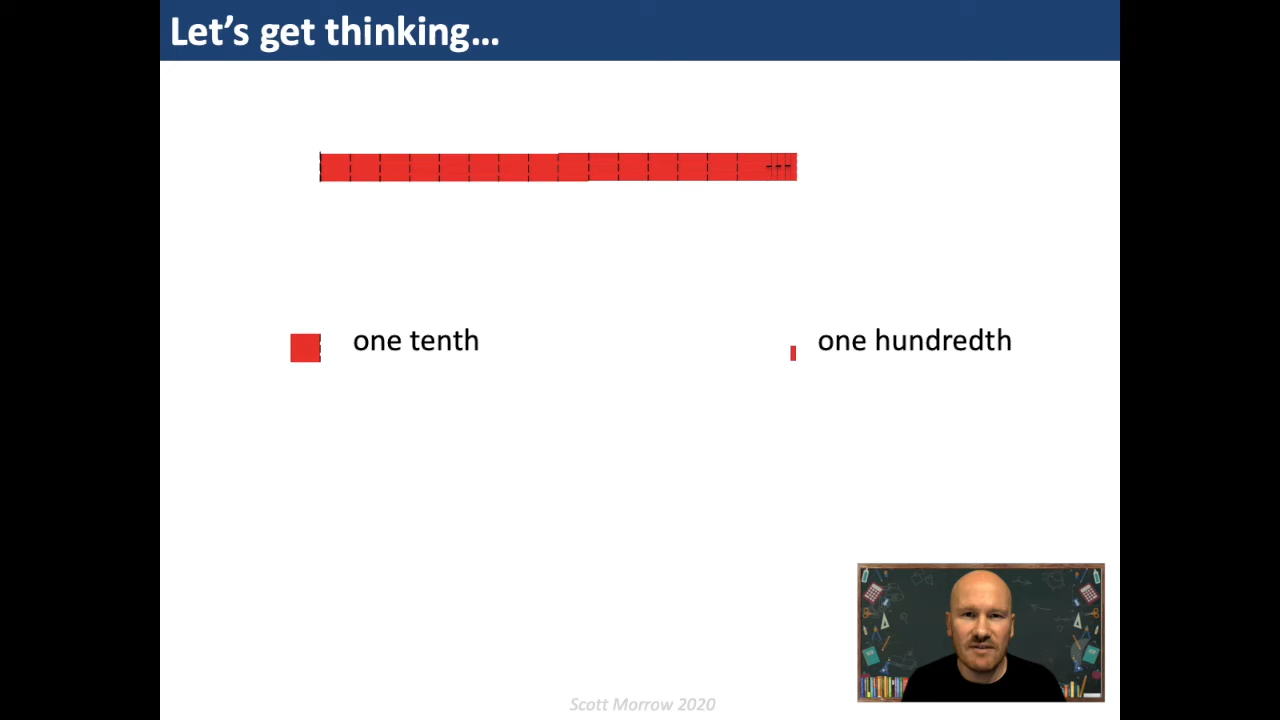 Let's get thinking…
one tenth
one hundredth
Scott Morrow 2020